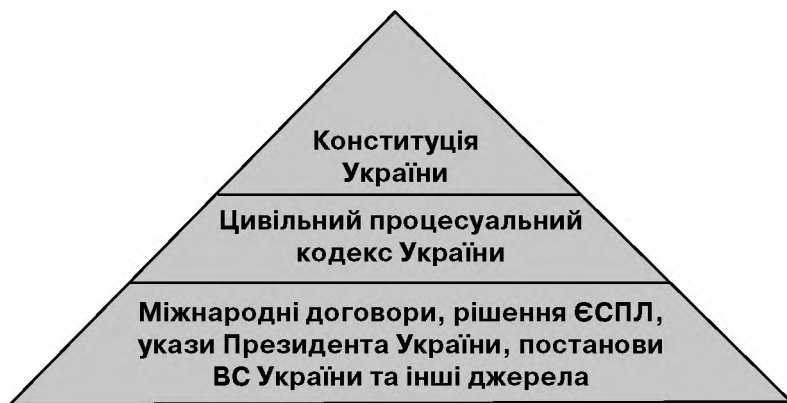 Конституція
України
Цивільний процесуальний
кодекс України
Міжнародні договори, рішення ЄСПЛ,
укази Президента України, постанови
ВС України та інші джерела